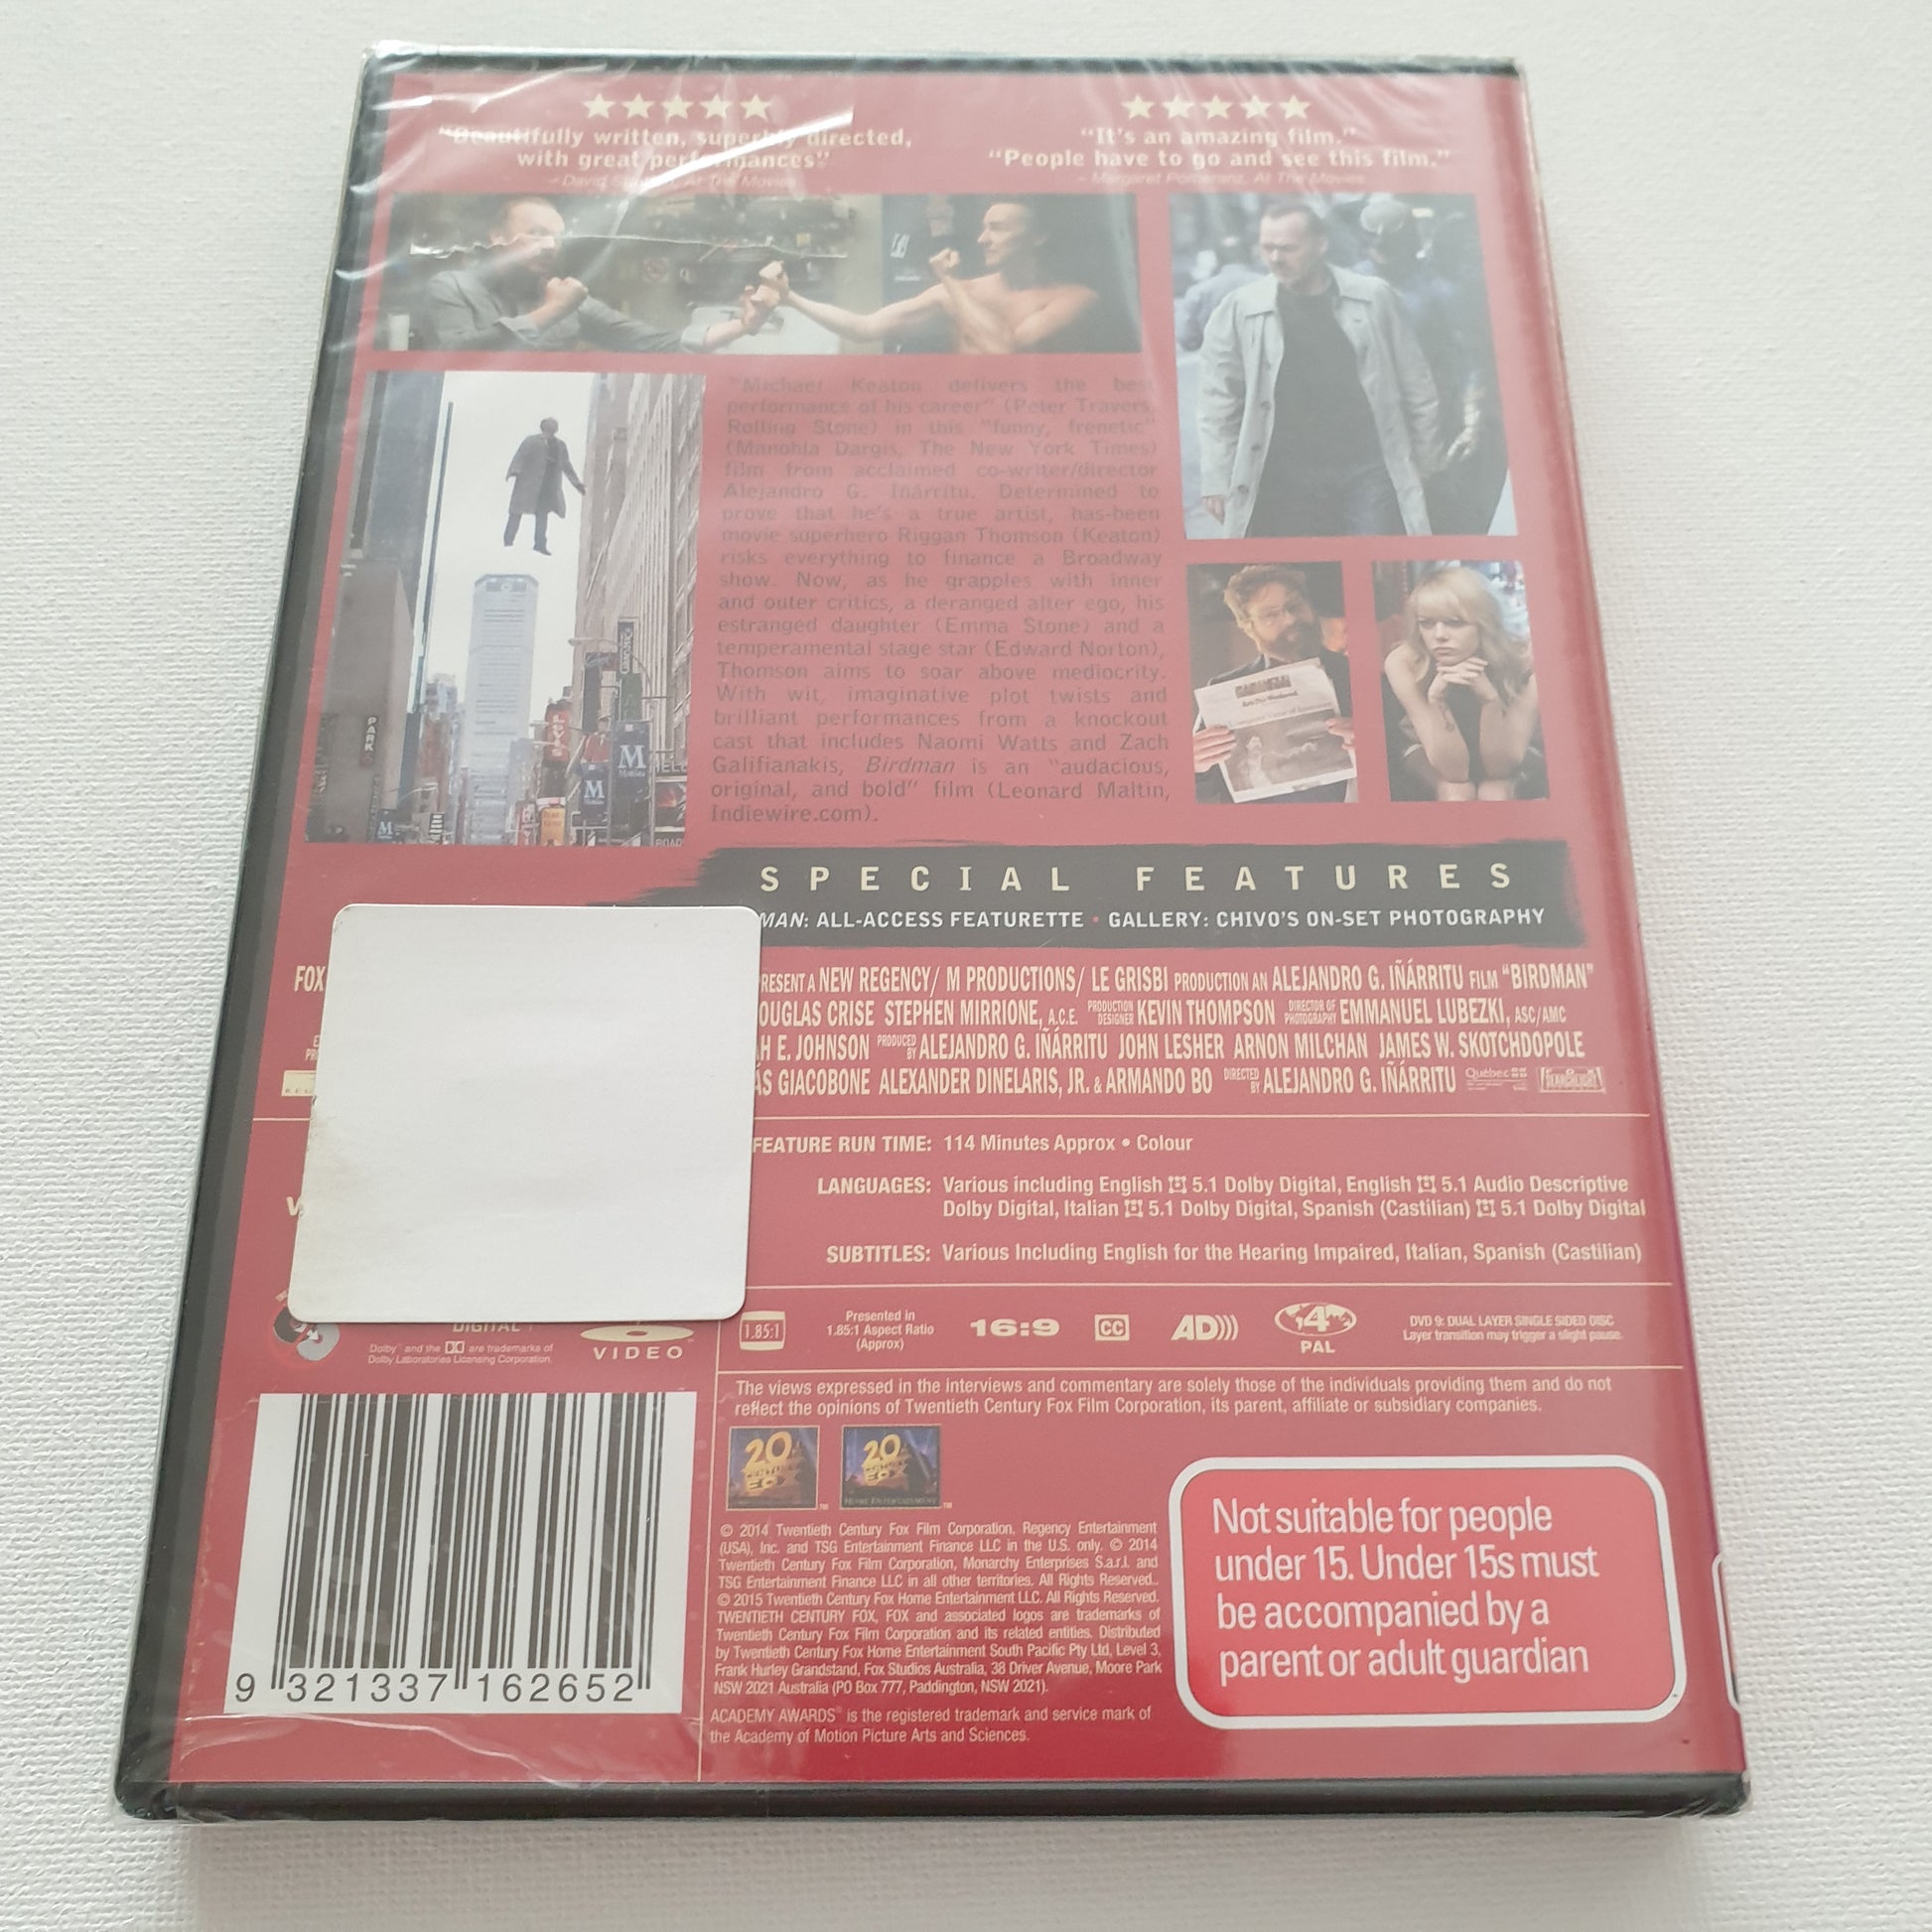 "Beautifully written, superbly directed,
with great performances"
At The Movies
"It's an amazing film."
"People have to go and see this film."
– Margaret Pomeranz, At The Movies
"Michael Keaton delivers the best
performance of his career" (Peter Travers,
Rolling Stone) in this "funny, frenetic"
(Manohla Dargis, The New York Times)
film from acclaimed co-writer/director
Alejandro G. Iñárritu. Determined to
prove that he's a true artist, has-been
movie superhero Riggan Thomson (Keaton)
risks everything to finance a Broadway
show. Now, as he grapples with inner
and outer critics, a deranged alter ego, his
estranged daughter (Emma Stone) and a
temperamental stage star (Edward Norton),
Thomson aims to soar above mediocrity.
With wit, imaginative plot twists and
brilliant performances from a knockout
cast that includes Naomi Watts and Zach
Galifianakis, Birdman is an "audacious,
original, and bold" film (Leonard Maltin,
Indiewire.com).
PARK
M
M
M
SPECIAL FEATURES
MAN: ALL-ACCESS FEATURETTE • GALLERY: CHIVO'S ON-SET PHOTOGRAPHY
FOX RESENT A NEW REGENCY/ M PRODUCTIONS/ LE GRISBI PRODUCTION AN ALEJANDRO G. IÑÁRRITU FILM "BIRDMAN"
OUGLAS CRISE STEPHEN MIRRIONE, A.C.E. PRODUCTION DESIGNER KEVIN THOMPSON DIRECTOR OF PHOTOGRAPHY EMMANUEL LUBEZKI, ASC/AMC
H E. JOHNSON PRODUCED BY ALEJANDRO G. IÑÁRRITU JOHN LESHER ARNON MILCHAN JAMES W. SKOTCHDOPOLE
ÁS GIACOBONE ALEXANDER DINELARIS, JR. & ARMANDO BO DIRECTED BY ALEJANDRO G. IÑÁRRITU Québec SEARCHLIGHT
FEATURE RUN TIME: 114 Minutes Approx • Colour
LANGUAGES: Various including English 5.1 Dolby Digital, English 5.1 Audio Descriptive
Dolby Digital, Italian 5.1 Dolby Digital, Spanish (Castilian) 5.1 Dolby Digital
SUBTITLES: Various Including English for the Hearing Impaired, Italian, Spanish (Castilian)
DIGITAL
Dolby and the DD are trademarks of
Dolby Laboratories Licensing Corporation.
VIDEO
1.85:1
Presented in
1.85:1 Aspect Ratio
(Approx)
16:9
CC
AD)))
4
PAL
DVD 9: DUAL LAYER SINGLE SIDED DISC
Layer transition may trigger a slight pause.
The views expressed in the interviews and commentary are solely those of the individuals providing them and do not
reflect the opinions of Twentieth Century Fox Film Corporation, its parent, affiliate or subsidiary companies.
20 CENTURY FOX ™
20 CENTURY FOX HOME ENTERTAINMENT ™
© 2014 Twentieth Century Fox Film Corporation, Regency Entertainment
(USA), Inc. and TSG Entertainment Finance LLC in the U.S. only. © 2014
Twentieth Century Fox Film Corporation, Monarchy Enterprises S.a.r.l. and
TSG Entertainment Finance LLC in all other territories. All Rights Reserved..
© 2015 Twentieth Century Fox Home Entertainment LLC. All Rights Reserved.
TWENTIETH CENTURY FOX, FOX and associated logos are trademarks of
Twentieth Century Fox Film Corporation and its related entities. Distributed
by Twentieth Century Fox Home Entertainment South Pacific Pty Ltd, Level 3,
Frank Hurley Grandstand, Fox Studios Australia, 38 Driver Avenue, Moore Park
NSW 2021 Australia (PO Box 777, Paddington, NSW 2021).
ACADEMY AWARDS® is the registered trademark and service mark of
the Academy of Motion Picture Arts and Sciences.
Not suitable for people
under 15. Under 15s must
be accompanied by a
parent or adult guardian
9 321337 162652